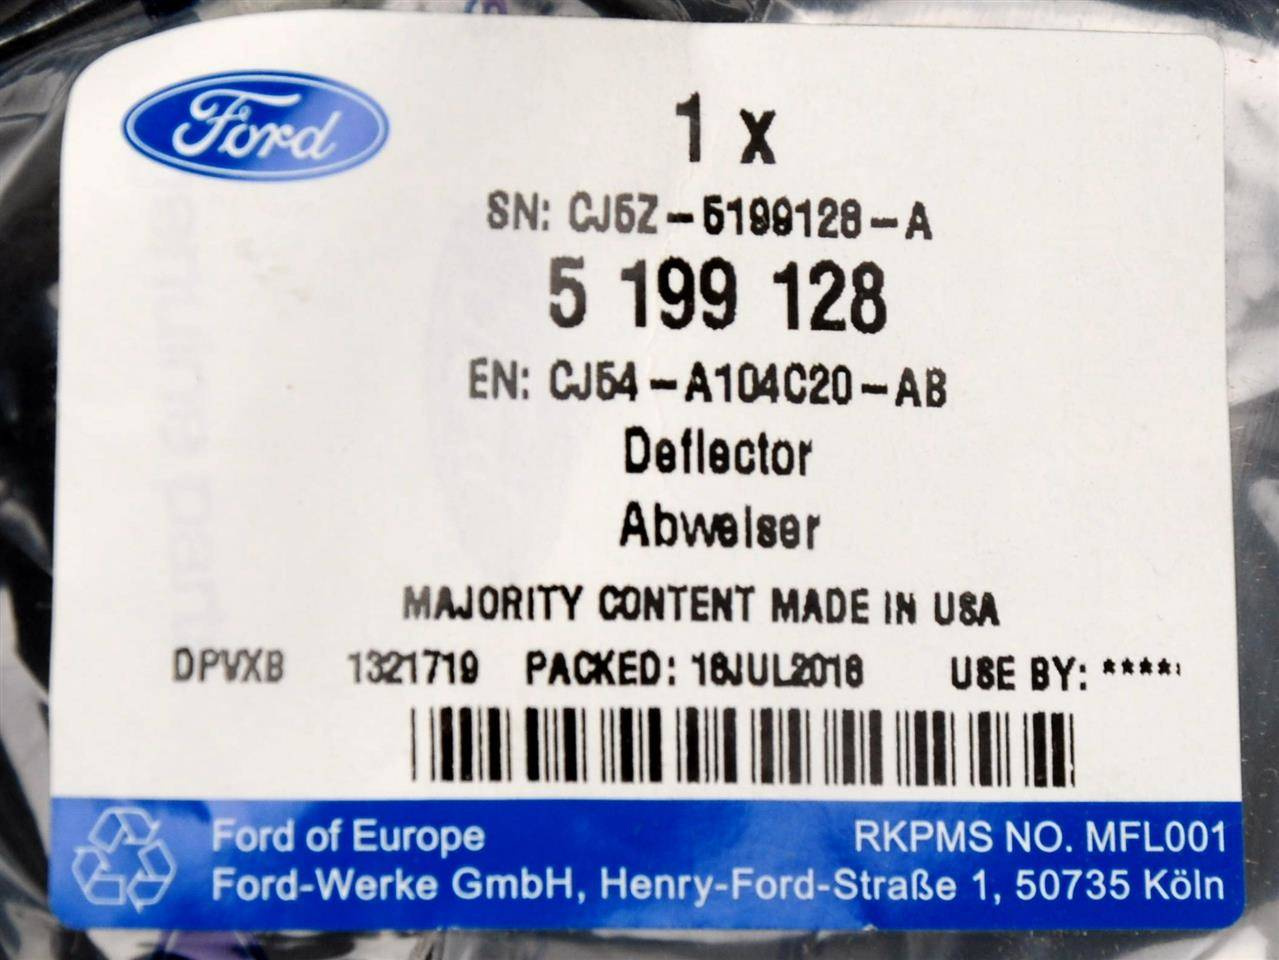 Ford
1 x
SN: CJ5Z-5199128-A
5 199 128
EN: CJ54-A104C20-AB
Deflector
Abweiser
MAJORITY CONTENT MADE IN USA
DPVXB 1321719 PACKED: 16JUL2016 USE BY: ****
Ford of Europe RKPMS NO. MFL001
Ford-Werke GmbH, Henry-Ford-Straße 1, 50735 Köln